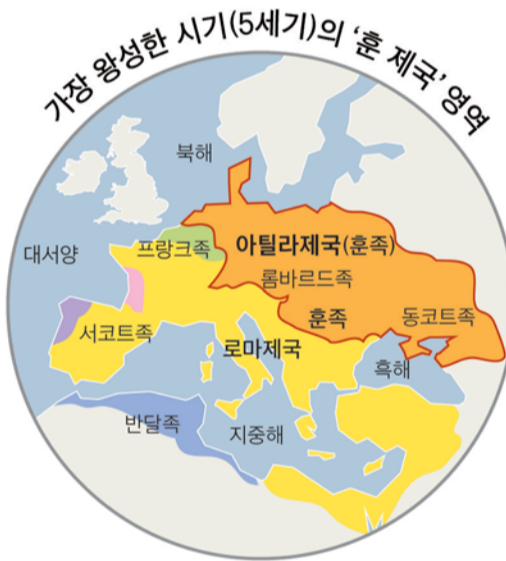 가장 왕성한 시기(5세기)의 ‘훈 제국’ 영역
북해
대서양
프랑크족
아틸라제국(훈족)
롬바르드족
서코트족
훈족
동코트족
로마제국
흑해
반달족
지중해